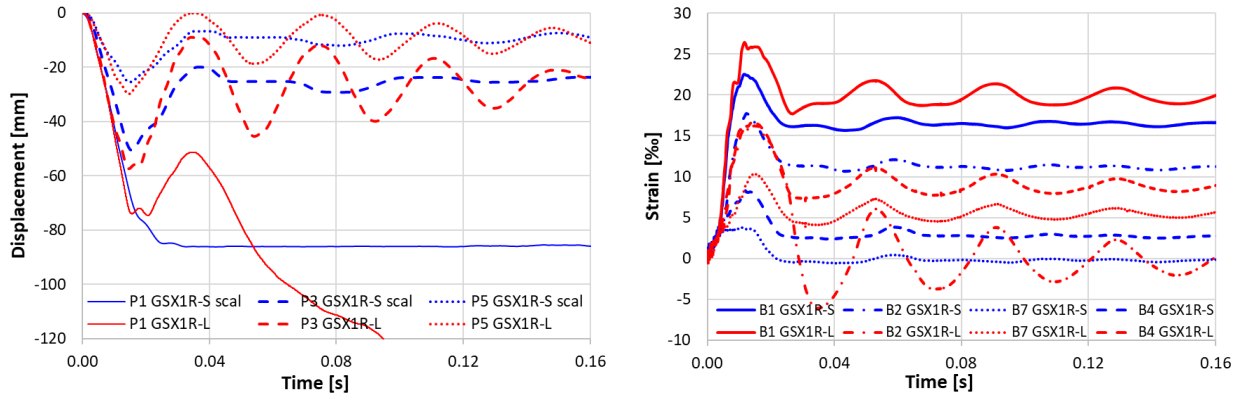 0
-20
-40
-60
-80
-100
-120
Displacement [mm]
P1 GSX1R-S scal
P3 GSX1R-S scal
P5 GSX1R-S scal
P1 GSX1R-L
P3 GSX1R-L
P5 GSX1R-L
0.00 0.04 0.08 0.12 0.16
Time [s]
30
25
20
15
10
5
0
-5
-10
Strain [‰]
B1 GSX1R-S
B2 GSX1R-S
B7 GSX1R-S
B4 GSX1R-S
B1 GSX1R-L
B2 GSX1R-L
B7 GSX1R-L
B4 GSX1R-L
0.00 0.04 0.08 0.12 0.16
Time [s]